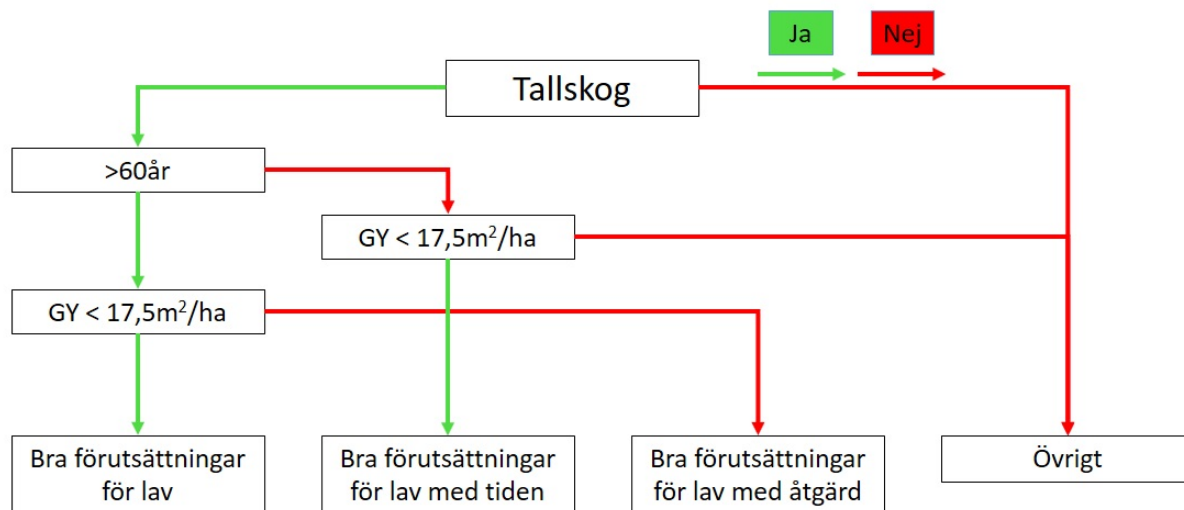 Ja
Nej
Tallskog
>60år
GY < 17,5m²/ha
GY < 17,5m²/ha
Bra förutsättningar
för lav
Bra förutsättningar
för lav med tiden
Bra förutsättningar
för lav med åtgärd
Övrigt